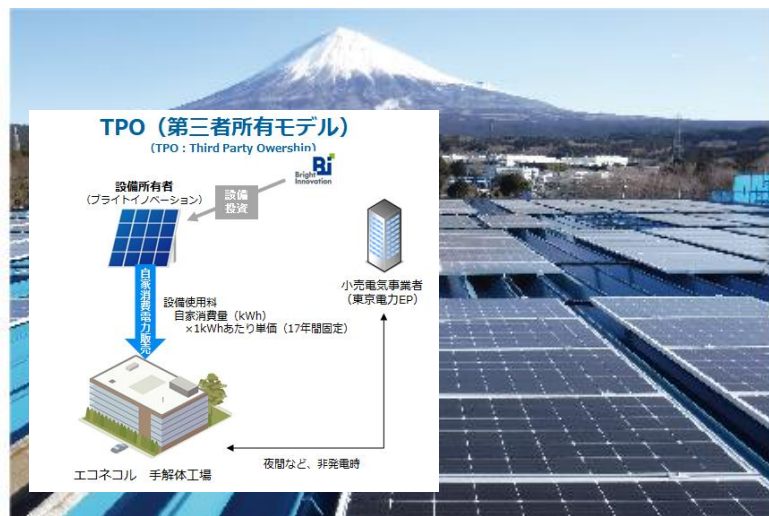 TPO（第三者所有モデル）
（TPO：Third Party Owership）
Bi
Bright
Innovation
設備所有者
（ブライトイノベーション）
設備
投資
自家消費電力販売
設備使用料
自家消費量（kWh）
×1kWhあたり単価（17年間固定）
小売電気事業者
（東京電力EP）
夜間など、非発電時
エコネコル　手解体工場